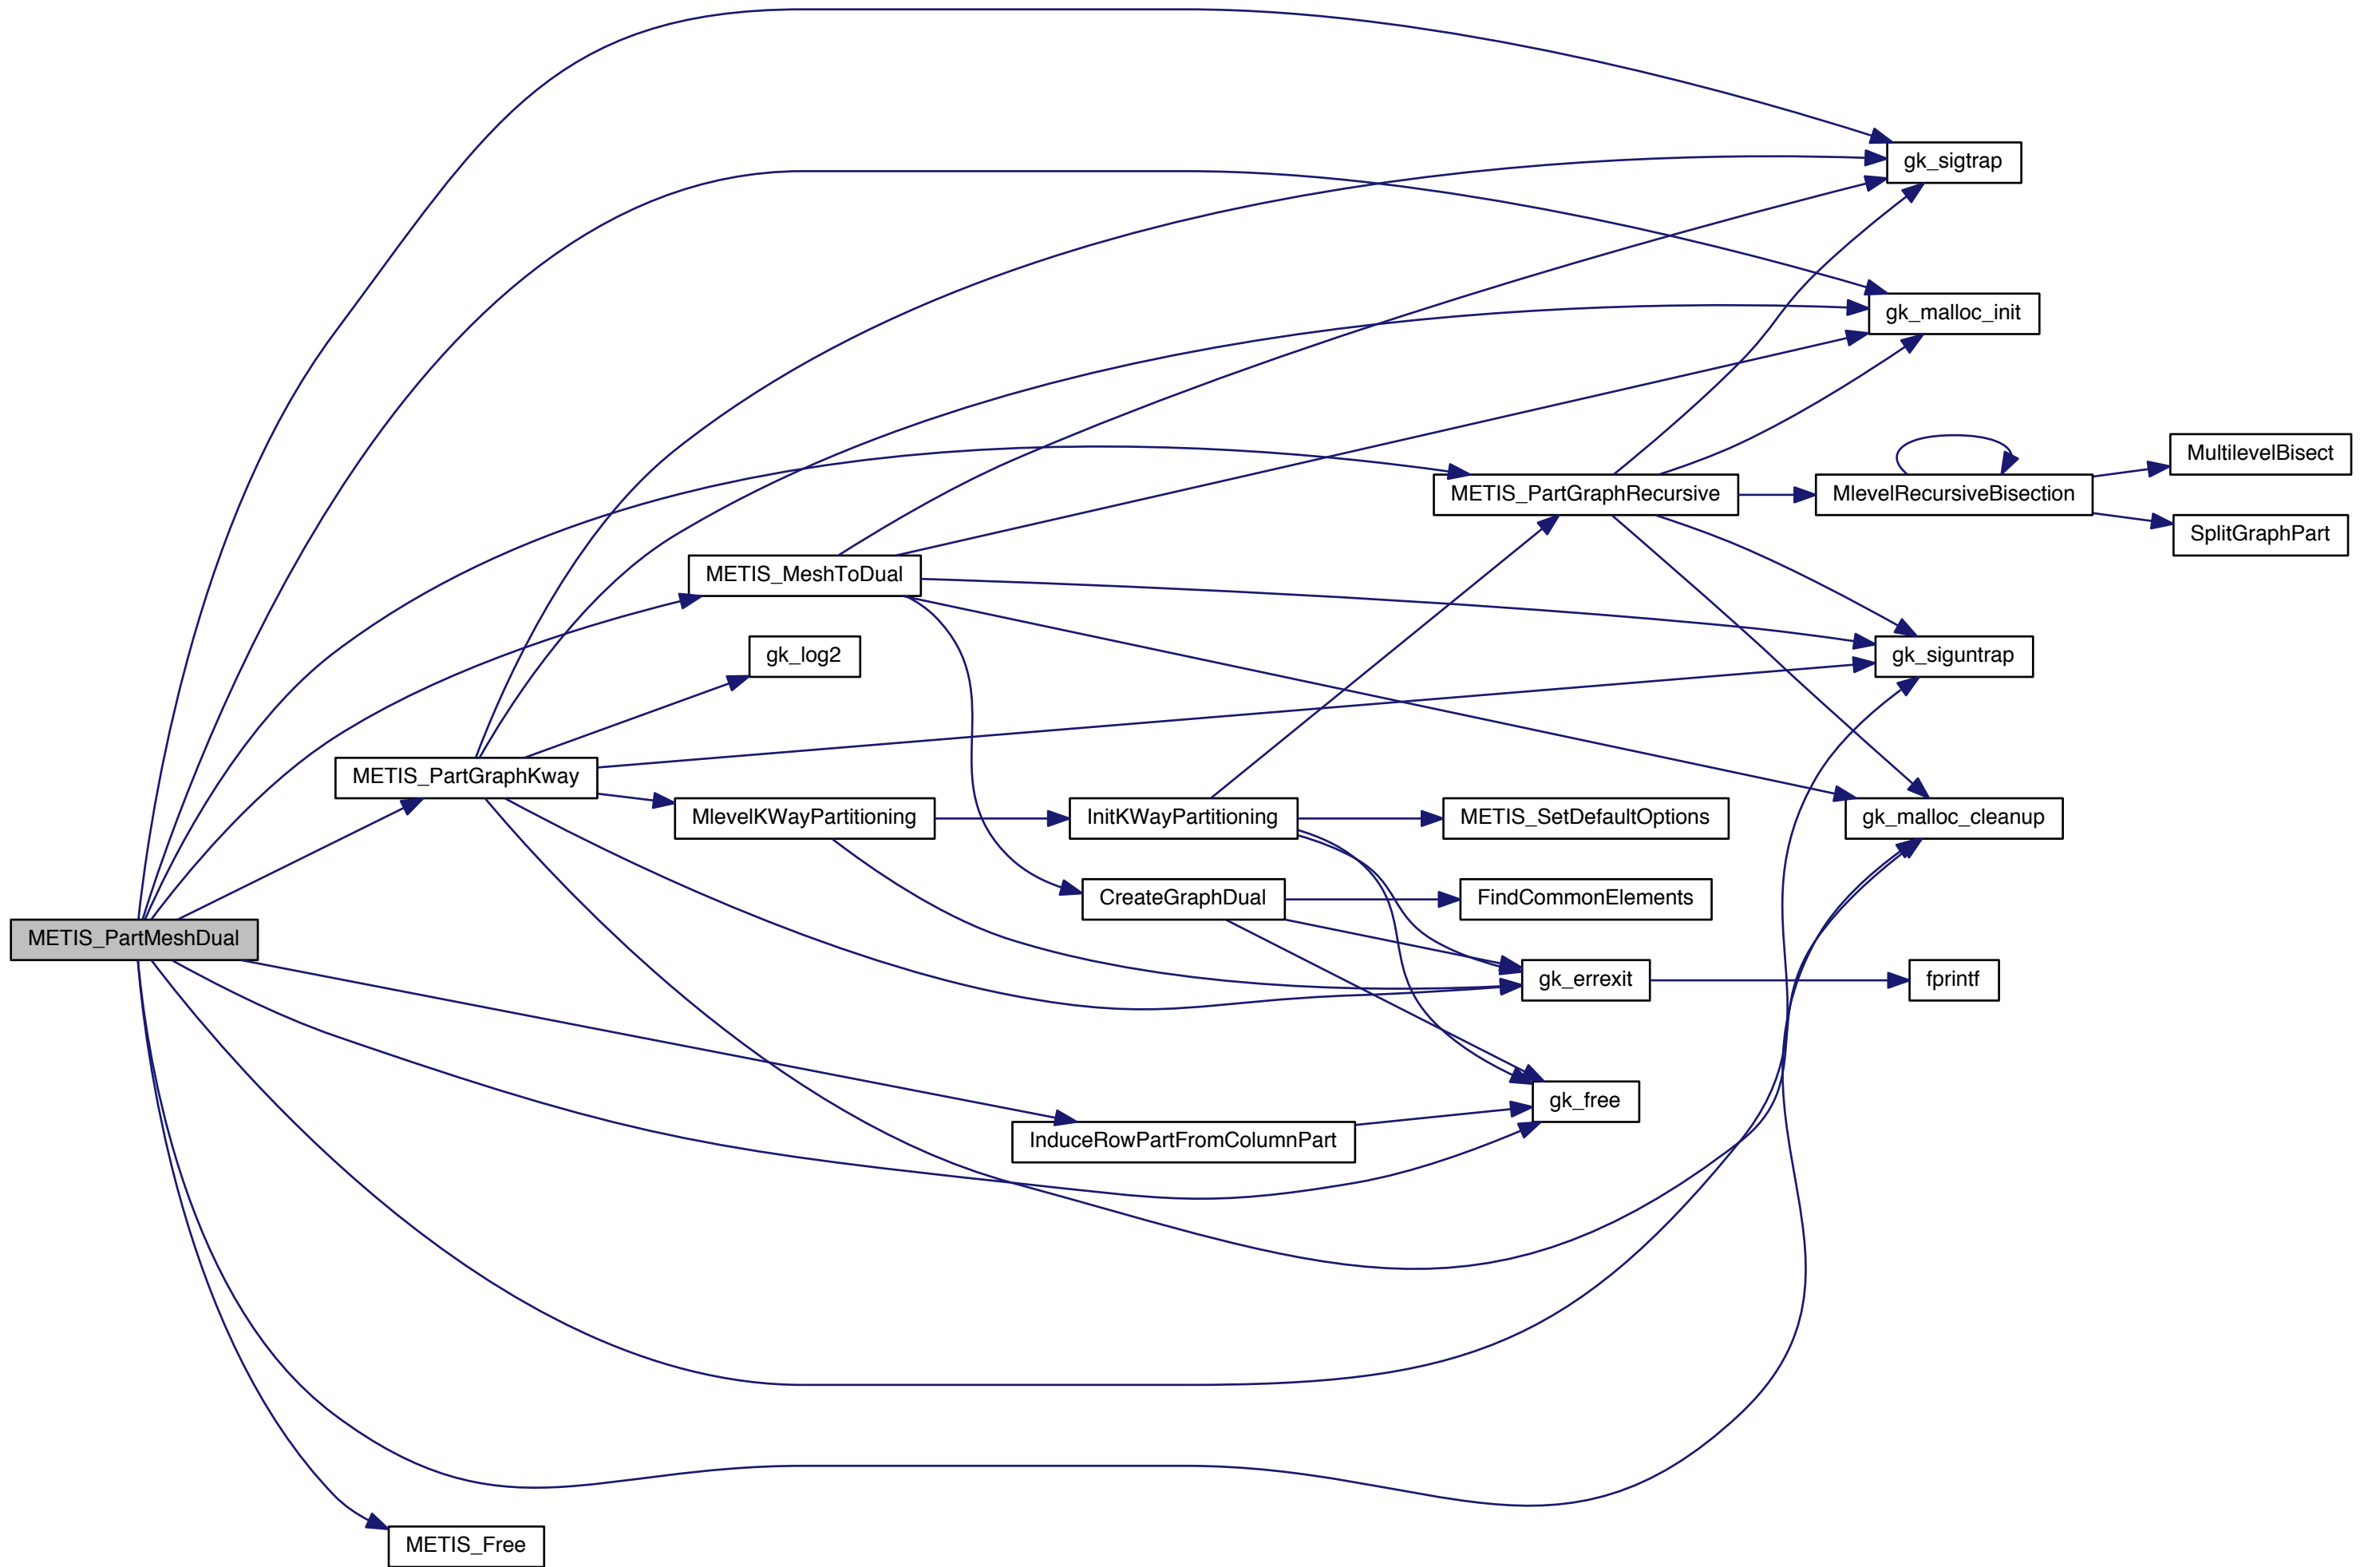 gk_sigtrap
gk_malloc_init
MultilevelBisect
METIS_PartGraphRecursive
MlevelRecursiveBisection
SplitGraphPart
METIS_MeshToDual
gk_log2
gk_siguntrap
METIS_PartGraphKway
MlevelKWayPartitioning
InitKWayPartitioning
METIS_SetDefaultOptions
gk_malloc_cleanup
CreateGraphDual
FindCommonElements
METIS_PartMeshDual
gk_errexit
fprintf
gk_free
InduceRowPartFromColumnPart
METIS_Free